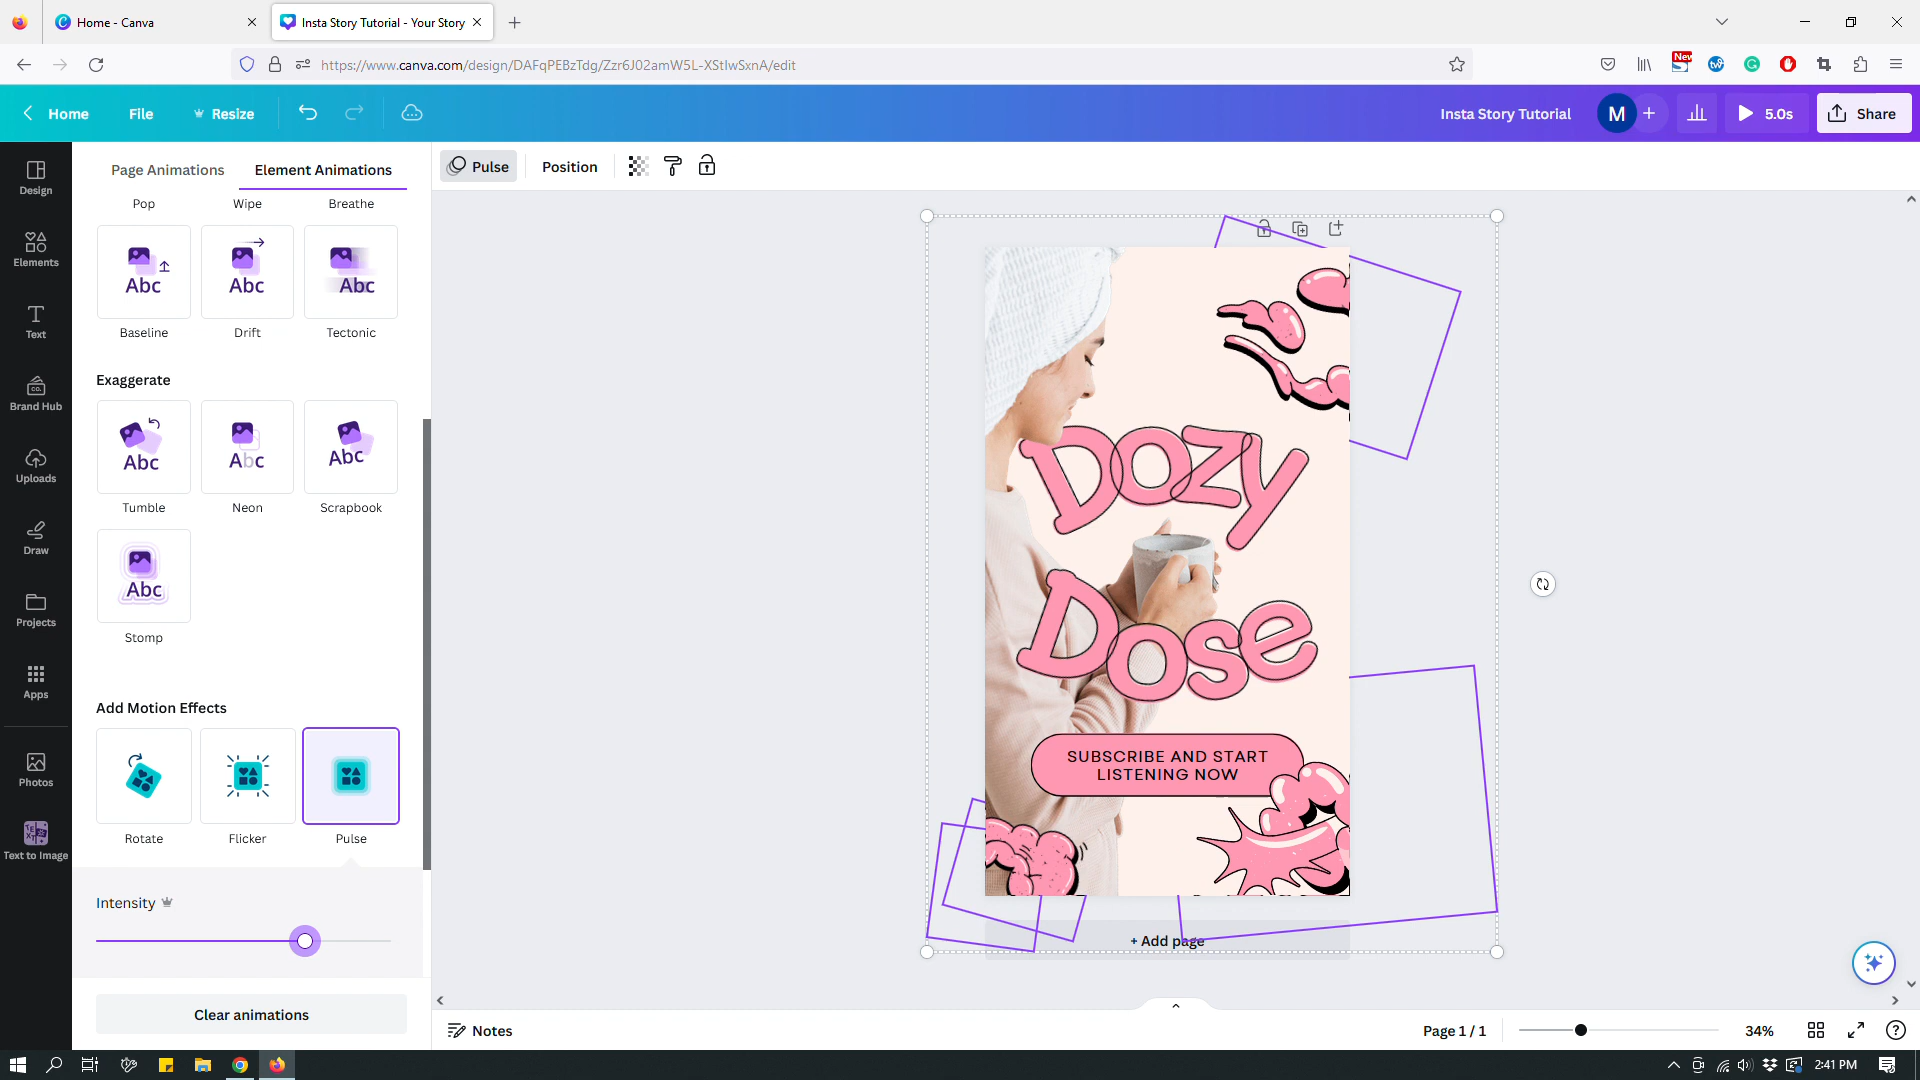 Home - Canva
Insta Story Tutorial - Your Story
https://www.canva.com/design/DAFqPEBzTdg/Zzr6J02amW5L-XStIwSxnA/edit
New
Home
File
Resize
Insta Story Tutorial
M
5.0s
Share
Design
Elements
Text
Brand Hub
Uploads
Draw
Projects
Apps
Photos
Text to Image
Page Animations
Element Animations
Pop
Wipe
Breathe
Abc
Abc
Abc
Baseline
Drift
Tectonic
Exaggerate
Abc
Abc
Abc
Tumble
Neon
Scrapbook
Abc
Stomp
Add Motion Effects
Rotate
Flicker
Pulse
Intensity
Clear animations
Pulse
Position
Dozy
Dose
SUBSCRIBE AND START
LISTENING NOW
+ Add page
Notes
Page 1 / 1
34%
2:41 PM